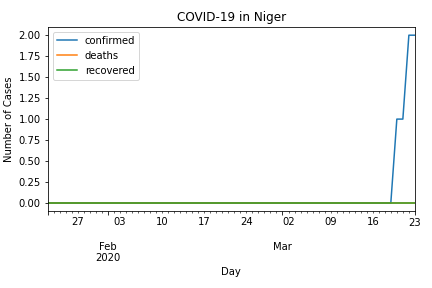 COVID-19 in Niger
confirmed
deaths
recovered
Number of Cases
2.00
1.75
1.50
1.25
1.00
0.75
0.50
0.25
0.00
27 03 10 17 24 02 09 16 23
Feb Mar
2020
Day